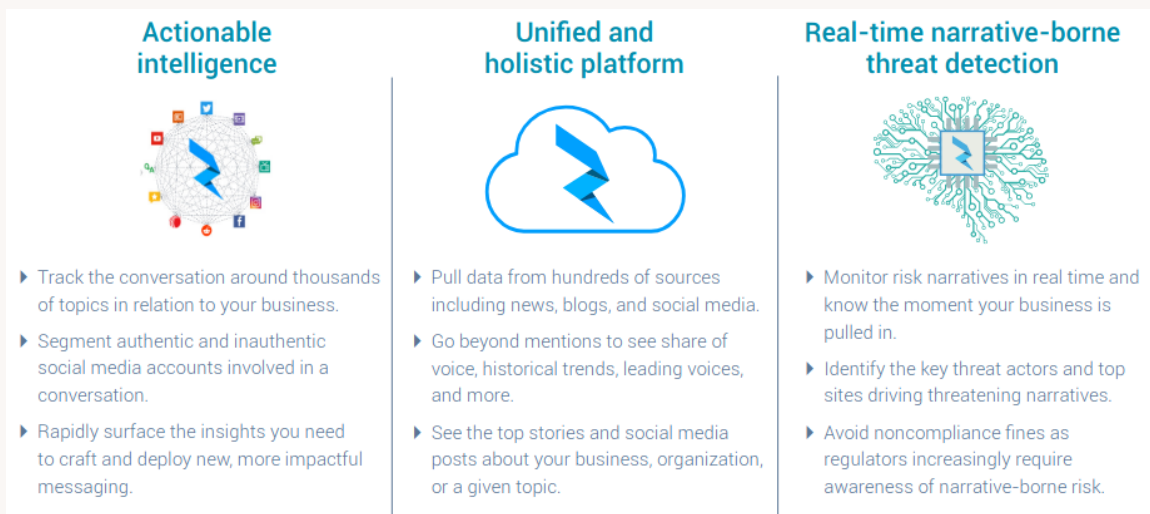 Actionable
intelligence
Track the conversation around thousands
of topics in relation to your business.
Segment authentic and inauthentic
social media accounts involved in a
conversation.
Rapidly surface the insights you need
to craft and deploy new, more impactful
messaging.
Unified and
holistic platform
Pull data from hundreds of sources
including news, blogs, and social media.
Go beyond mentions to see share of
voice, historical trends, leading voices,
and more.
See the top stories and social media
posts about your business, organization,
or a given topic.
Real-time narrative-borne
threat detection
Monitor risk narratives in real time and
know the moment your business is
pulled in.
Identify the key threat actors and top
sites driving threatening narratives.
Avoid noncompliance fines as
regulators increasingly require
awareness of narrative-borne risk.